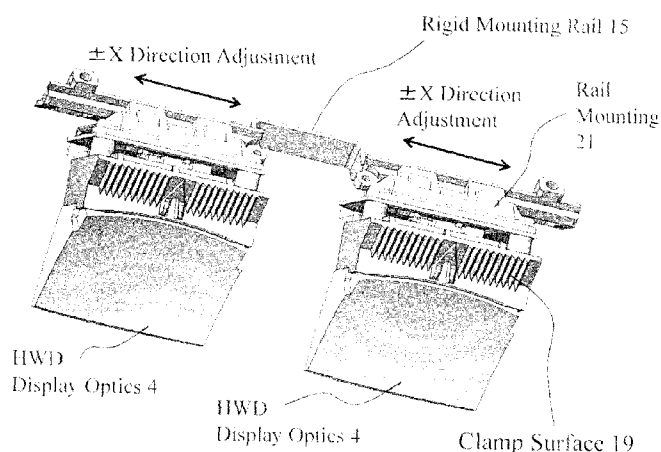 Rigid Mounting Rail 15
±X Direction Adjustment
±X Direction
Adjustment
Rail
Mounting
21
HWD
Display Optics 4
HWD
Display Optics 4
Clamp Surface 19